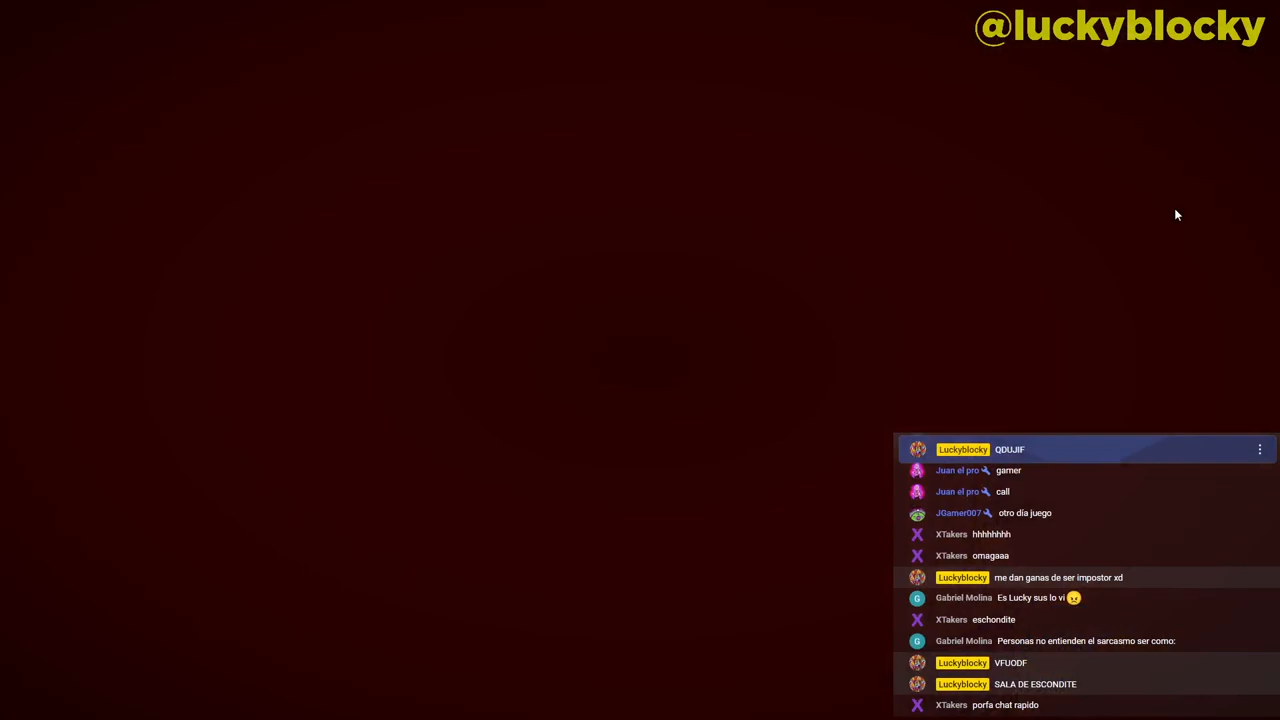 @luckyblocky
Luckyblocky QDUJIF
Juan el pro gamer
Juan el pro call
JGamer007 otro día juego
XTakers hhhhhhh
XTakers omagaaa
Luckyblocky me dan ganas de ser impostor xd
G Gabriel Molina Es Lucky sus lo vi😠
XTakers eschondite
G Gabriel Molina Personas no entienden el sarcasmo ser como:
Luckyblocky VFUODF
Luckyblocky SALA DE ESCONDITE
XTakers porfa chat rapido